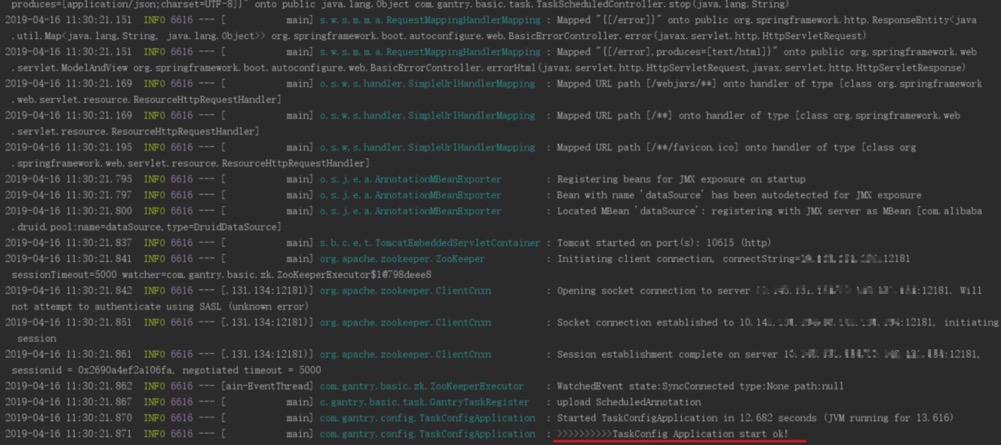 produces=[application/json;charset=UTF-8]}" onto public java.lang.Object com.gantry.basic.task.TaskScheduledController.stop(java.lang.String)
2019-04-16 11:30:21.151  INFO 6616 --- [           main] s.w.s.m.m.a.RequestMappingHandlerMapping : Mapped "{[/error]}" onto public org.springframework.http.ResponseEntity<java
.util.Map<java.lang.String, java.lang.Object>> org.springframework.boot.autoconfigure.web.BasicErrorController.error(javax.servlet.http.HttpServletRequest)
2019-04-16 11:30:21.151  INFO 6616 --- [           main] s.w.s.m.m.a.RequestMappingHandlerMapping : Mapped "{[/error],produces=[text/html]}" onto public org.springframework.web
.servlet.ModelAndView org.springframework.boot.autoconfigure.web.BasicErrorController.errorHtml(javax.servlet.http.HttpServletRequest,javax.servlet.http.HttpServletResponse)
2019-04-16 11:30:21.169  INFO 6616 --- [           main] o.s.w.s.handler.SimpleUrlHandlerMapping : Mapped URL path [/webjars/**] onto handler of type [class org.springframework
.web.servlet.resource.ResourceHttpRequestHandler]
2019-04-16 11:30:21.169  INFO 6616 --- [           main] o.s.w.s.handler.SimpleUrlHandlerMapping : Mapped URL path [/**] onto handler of type [class org.springframework.web
.servlet.resource.ResourceHttpRequestHandler]
2019-04-16 11:30:21.195  INFO 6616 --- [           main] o.s.w.s.handler.SimpleUrlHandlerMapping : Mapped URL path [/**/favicon.ico] onto handler of type [class org
.springframework.web.servlet.resource.ResourceHttpRequestHandler]
2019-04-16 11:30:21.795  INFO 6616 --- [           main] o.s.j.e.a.AnnotationMBeanExporter : Registering beans for JMX exposure on startup
2019-04-16 11:30:21.797  INFO 6616 --- [           main] o.s.j.e.a.AnnotationMBeanExporter : Bean with name 'dataSource' has been autodetected for JMX exposure
2019-04-16 11:30:21.800  INFO 6616 --- [           main] o.s.j.e.a.AnnotationMBeanExporter : Located MBean 'dataSource': registering with JMX server as MBean [com.alibaba
.druid.pool:name=dataSource,type=DruidDataSource]
2019-04-16 11:30:21.837  INFO 6616 --- [           main] s.b.c.e.t.TomcatEmbeddedServletContainer : Tomcat started on port(s): 10615 (http)
2019-04-16 11:30:21.841  INFO 6616 --- [           main] org.apache.zookeeper.ZooKeeper : Initiating client connection, connectString= :12181
sessionTimeout=5000 watcher=com.gantry.basic.zk.ZooKeeperExecutor$1@798deee8
2019-04-16 11:30:21.842  INFO 6616 --- [.131.134:12181)] org.apache.zookeeper.ClientCnxn : Opening socket connection to server :12181. Will
not attempt to authenticate using SASL (unknown error)
2019-04-16 11:30:21.851  INFO 6616 --- [.131.134:12181)] org.apache.zookeeper.ClientCnxn : Socket connection established to :12181, initiating
session
2019-04-16 11:30:21.861  INFO 6616 --- [.131.134:12181)] org.apache.zookeeper.ClientCnxn : Session establishment complete on server :12181,
sessionid = 0x2690a4ef2a106fa, negotiated timeout = 5000
2019-04-16 11:30:21.862  INFO 6616 --- [ain-EventThread] com.gantry.basic.zk.ZooKeeperExecutor : WatchedEvent state:SyncConnected type:None path:null
2019-04-16 11:30:21.867  INFO 6616 --- [           main] c.gantry.basic.task.GantryTaskRegister : upload ScheduledAnnotation
2019-04-16 11:30:21.870  INFO 6616 --- [           main] com.gantry.config.TaskConfigApplication : Started TaskConfigApplication in 12.682 seconds (JVM running for 13.616)
2019-04-16 11:30:21.871  INFO 6616 --- [           main] com.gantry.config.TaskConfigApplication : >>>>>>>>>>TaskConfig Application start ok!